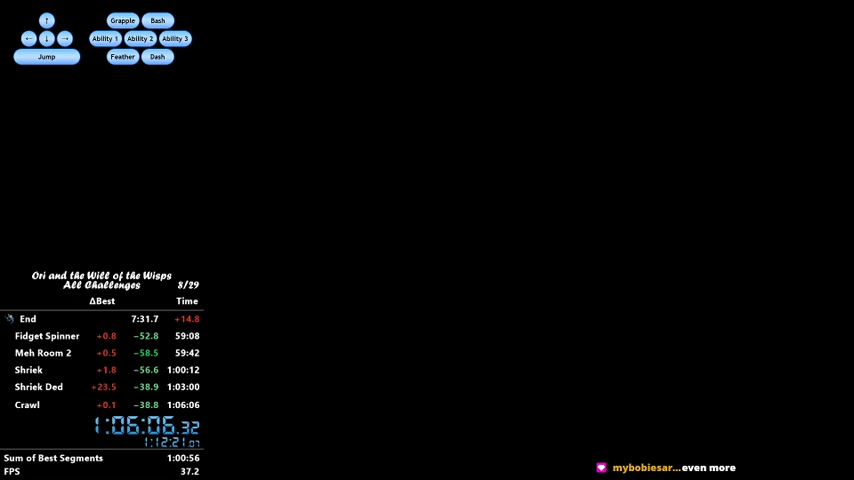 ↑
← ↓ →
Jump
Grapple Bash
Ability 1 Ability 2 Ability 3
Feather Dash
Ori and the Will of the Wisps
All Challenges 8/29
ΔBest Time
End 7:31.7 +14.8
Fidget Spinner +0.8 −52.8 59:08
Meh Room 2 +0.5 −58.5 59:42
Shriek +1.8 −56.6 1:00:12
Shriek Ded +23.5 −38.9 1:03:00
Crawl +0.1 −38.8 1:06:06
1:06:06.32
1:12:21.07
Sum of Best Segments 1:00:56
FPS 37.2
mybobiesar...even more